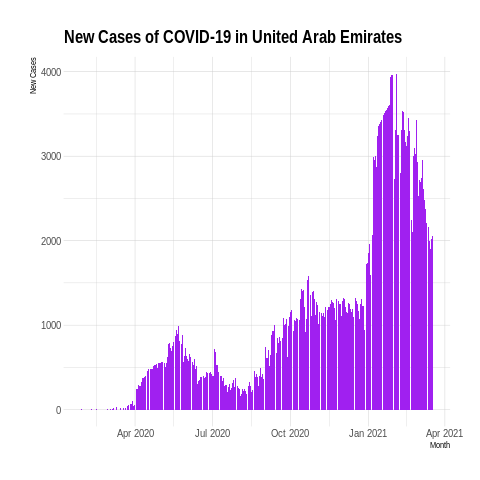 New Cases of COVID-19 in United Arab Emirates
New Cases
4000
3000
2000
1000
0
Apr 2020 Jul 2020 Oct 2020 Jan 2021 Apr 2021
Month